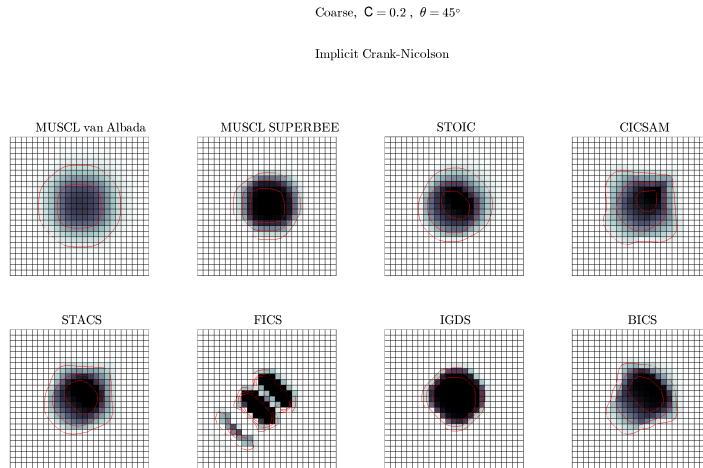 Coarse, C = 0.2 , θ = 45°
Implicit Crank-Nicolson
MUSCL van Albada MUSCL SUPERBEE STOIC CICSAM
STACS FICS IGDS BICS